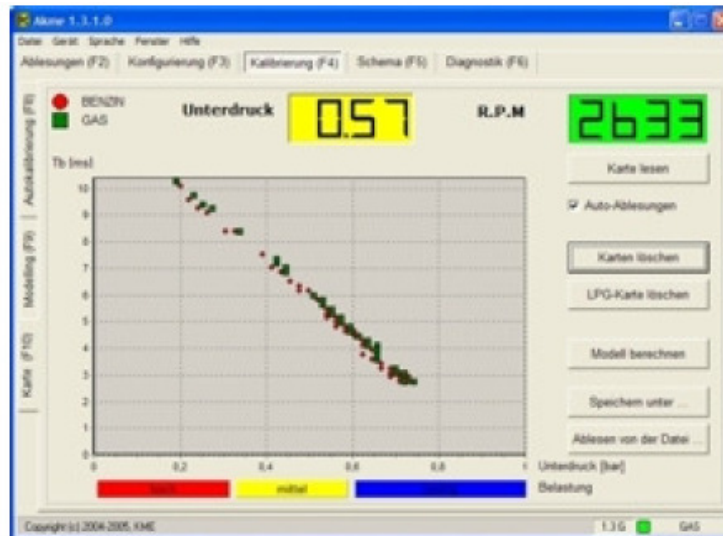 Akme 1.3.1.0
Datei Gerät Sprache Fenster Hilfe
Ablesungen (F2) Konfigurierung (F3) Kalibrierung (F4) Schema (F5) Diagnostik (F6)
BENZIN
GAS
Unterdruck
0.57
R.P.M
2633
Autokalibrierung (F8)
Modeling (F9)
Karte (F10)
Tb [ms]
10
9
8
7
6
5
4
3
2
1
0
0 0,2 0,4 0,6 0,8 1
Unterdruck [bar]
mittel
Belastung
Karte lesen
Auto-Ablesungen
Karten löschen
LPG-Karte löschen
Modell berechnen
Speichern unter ...
Ablesen von der Datei ...
Copyright (c) 2004-2005, KME
1.3 G GAS